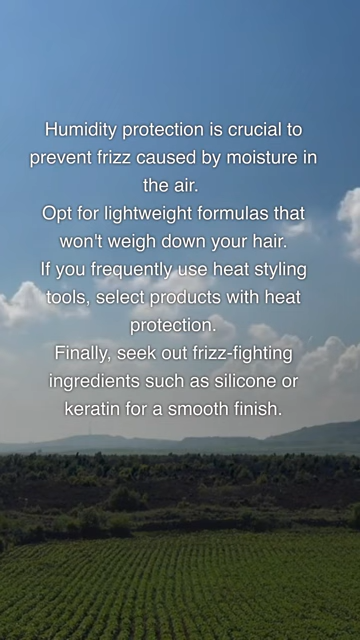 Humidity protection is crucial to
prevent frizz caused by moisture in
the air.
Opt for lightweight formulas that
won't weigh down your hair.
If you frequently use heat styling
tools, select products with heat
protection.
Finally, seek out frizz-fighting
ingredients such as silicone or
keratin for a smooth finish.